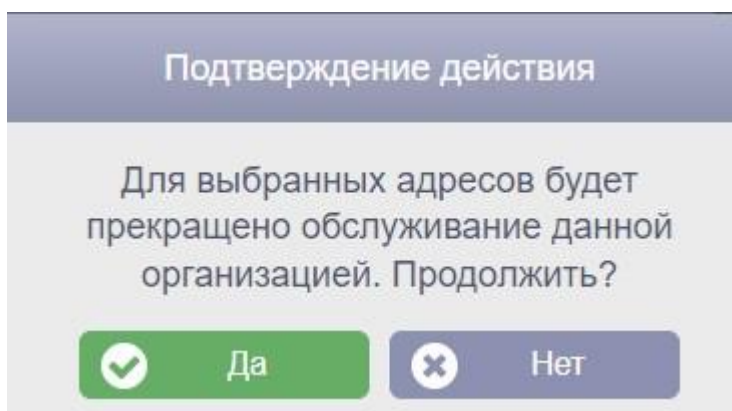 Подтверждение действия
Для выбранных адресов будет
прекращено обслуживание данной
организацией. Продолжить?
Да
Нет